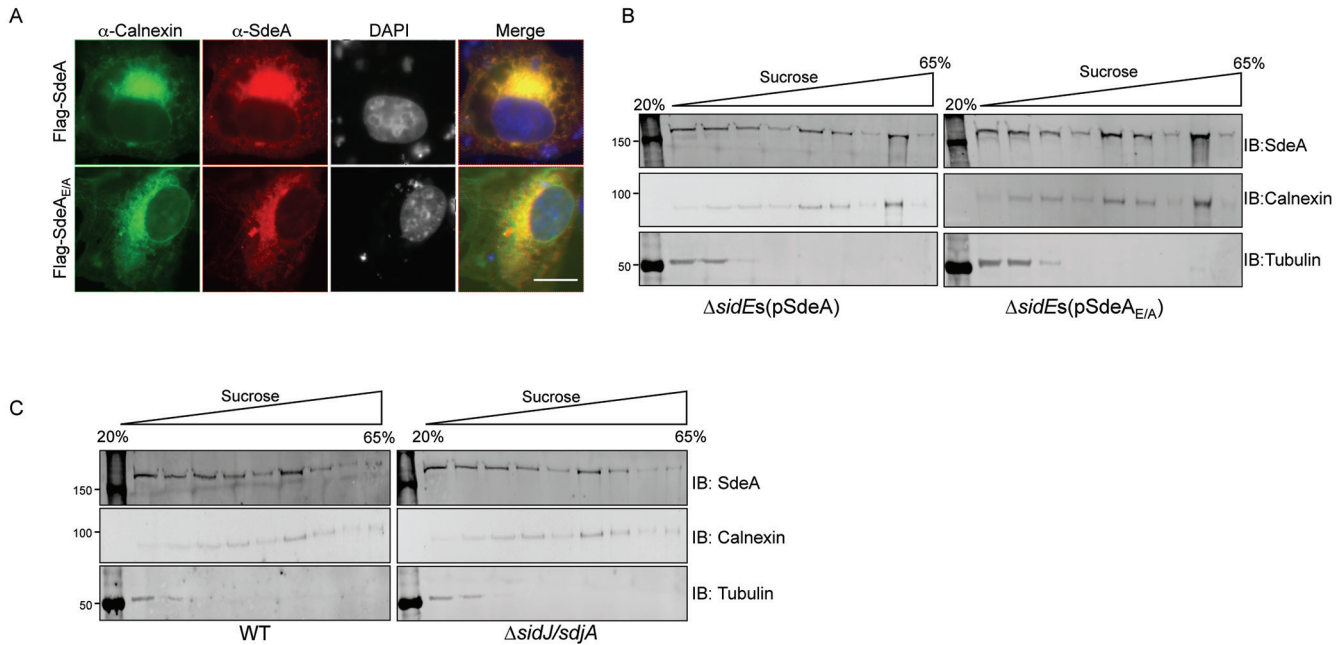 A
α-Calnexin α-SdeA DAPI Merge
Flag-SdeA
Flag-SdeAE/A
B
Sucrose 65% Sucrose 65%
20% 20%
150 IB:SdeA
100 IB:Calnexin
50 IB:Tubulin
ΔsidEs(pSdeA) ΔsidEs(pSdeAE/A)
C
Sucrose Sucrose
20% 65% 20% 65%
150 IB: SdeA
100 IB: Calnexin
50 IB: Tubulin
WT ΔsidJ/sdjA